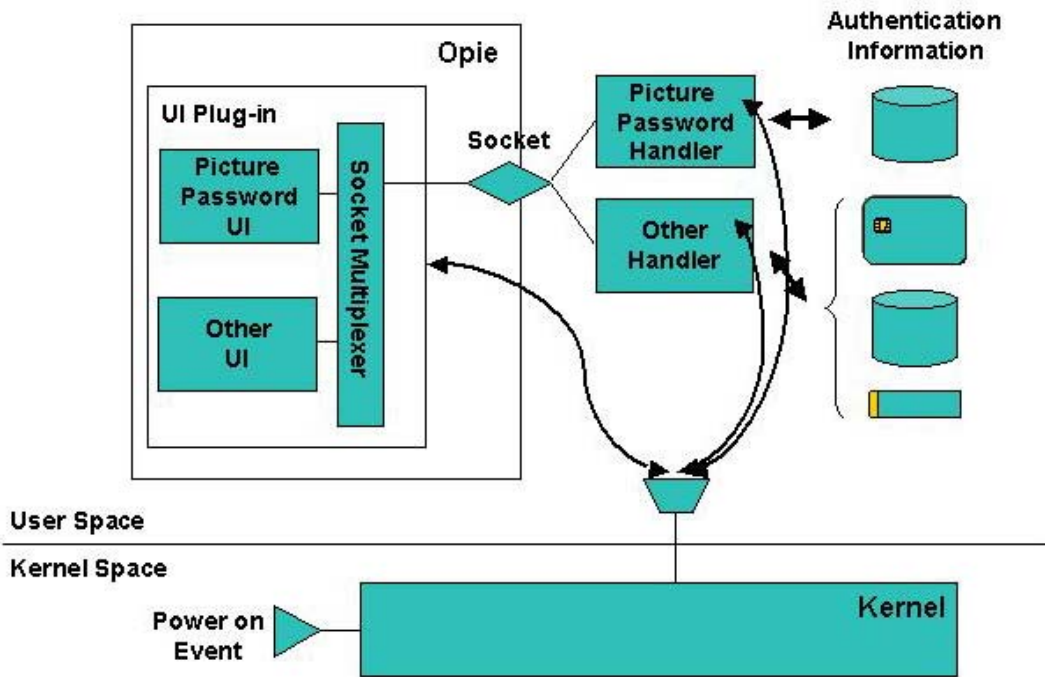 Opie
UI Plug-in
Picture
Password
UI
Other
UI
Socket Multiplexer
Socket
Picture
Password
Handler
Other
Handler
Authentication
Information
User Space
Kernel Space
Power on
Event
Kernel